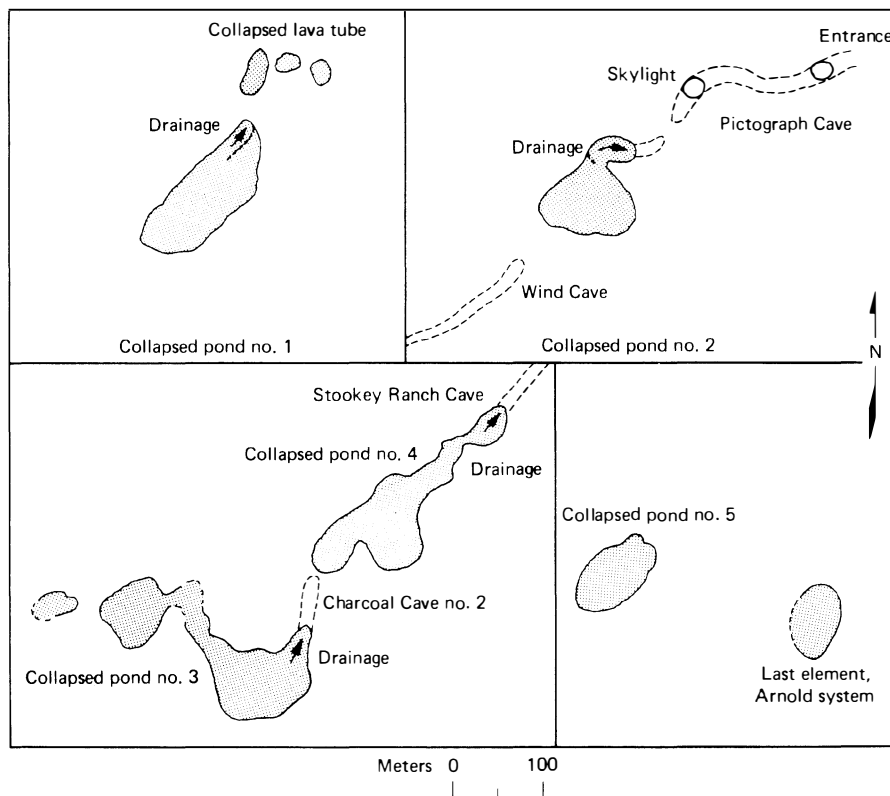 Collapsed lava tube
Drainage
Collapsed pond no. 1
Entrance
Skylight
Pictograph Cave
Drainage
Wind Cave
Collapsed pond no. 2
N
Stookey Ranch Cave
Collapsed pond no. 4
Drainage
Charcoal Cave no. 2
Drainage
Collapsed pond no. 3
Collapsed pond no. 5
Last element,
Arnold system
Meters 0 100